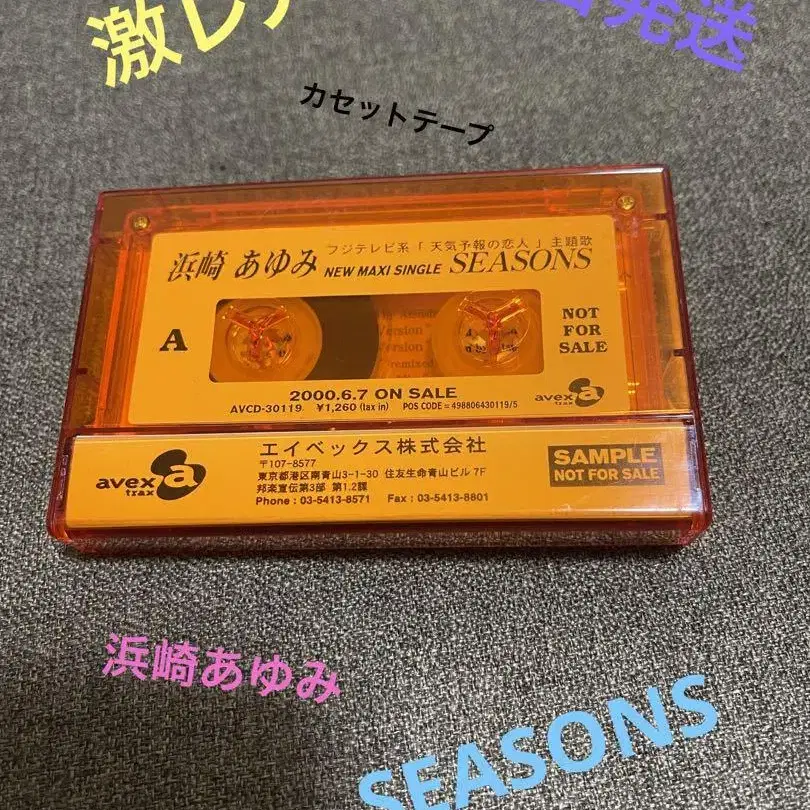 激レア
発送
カセットテープ
フジテレビ系「天気予報の恋人」主題歌
浜崎 あゆみ NEW MAXI SINGLE SEASONS
A
NOT
FOR
SALE
2000.6.7 ON SALE
AVCD-30119 ¥1,260 (tax in) POS CODE=498806430119/5
avex
trax
エイベックス株式会社
〒107-8577
東京都港区南青山3-1-30 住友生命青山ビル 7F
邦楽宣伝第3部 第1.2課
Phone : 03-5413-8571 Fax : 03-5413-8801
avex
trax
SAMPLE
NOT FOR SALE
浜崎あゆみ
SEASONS